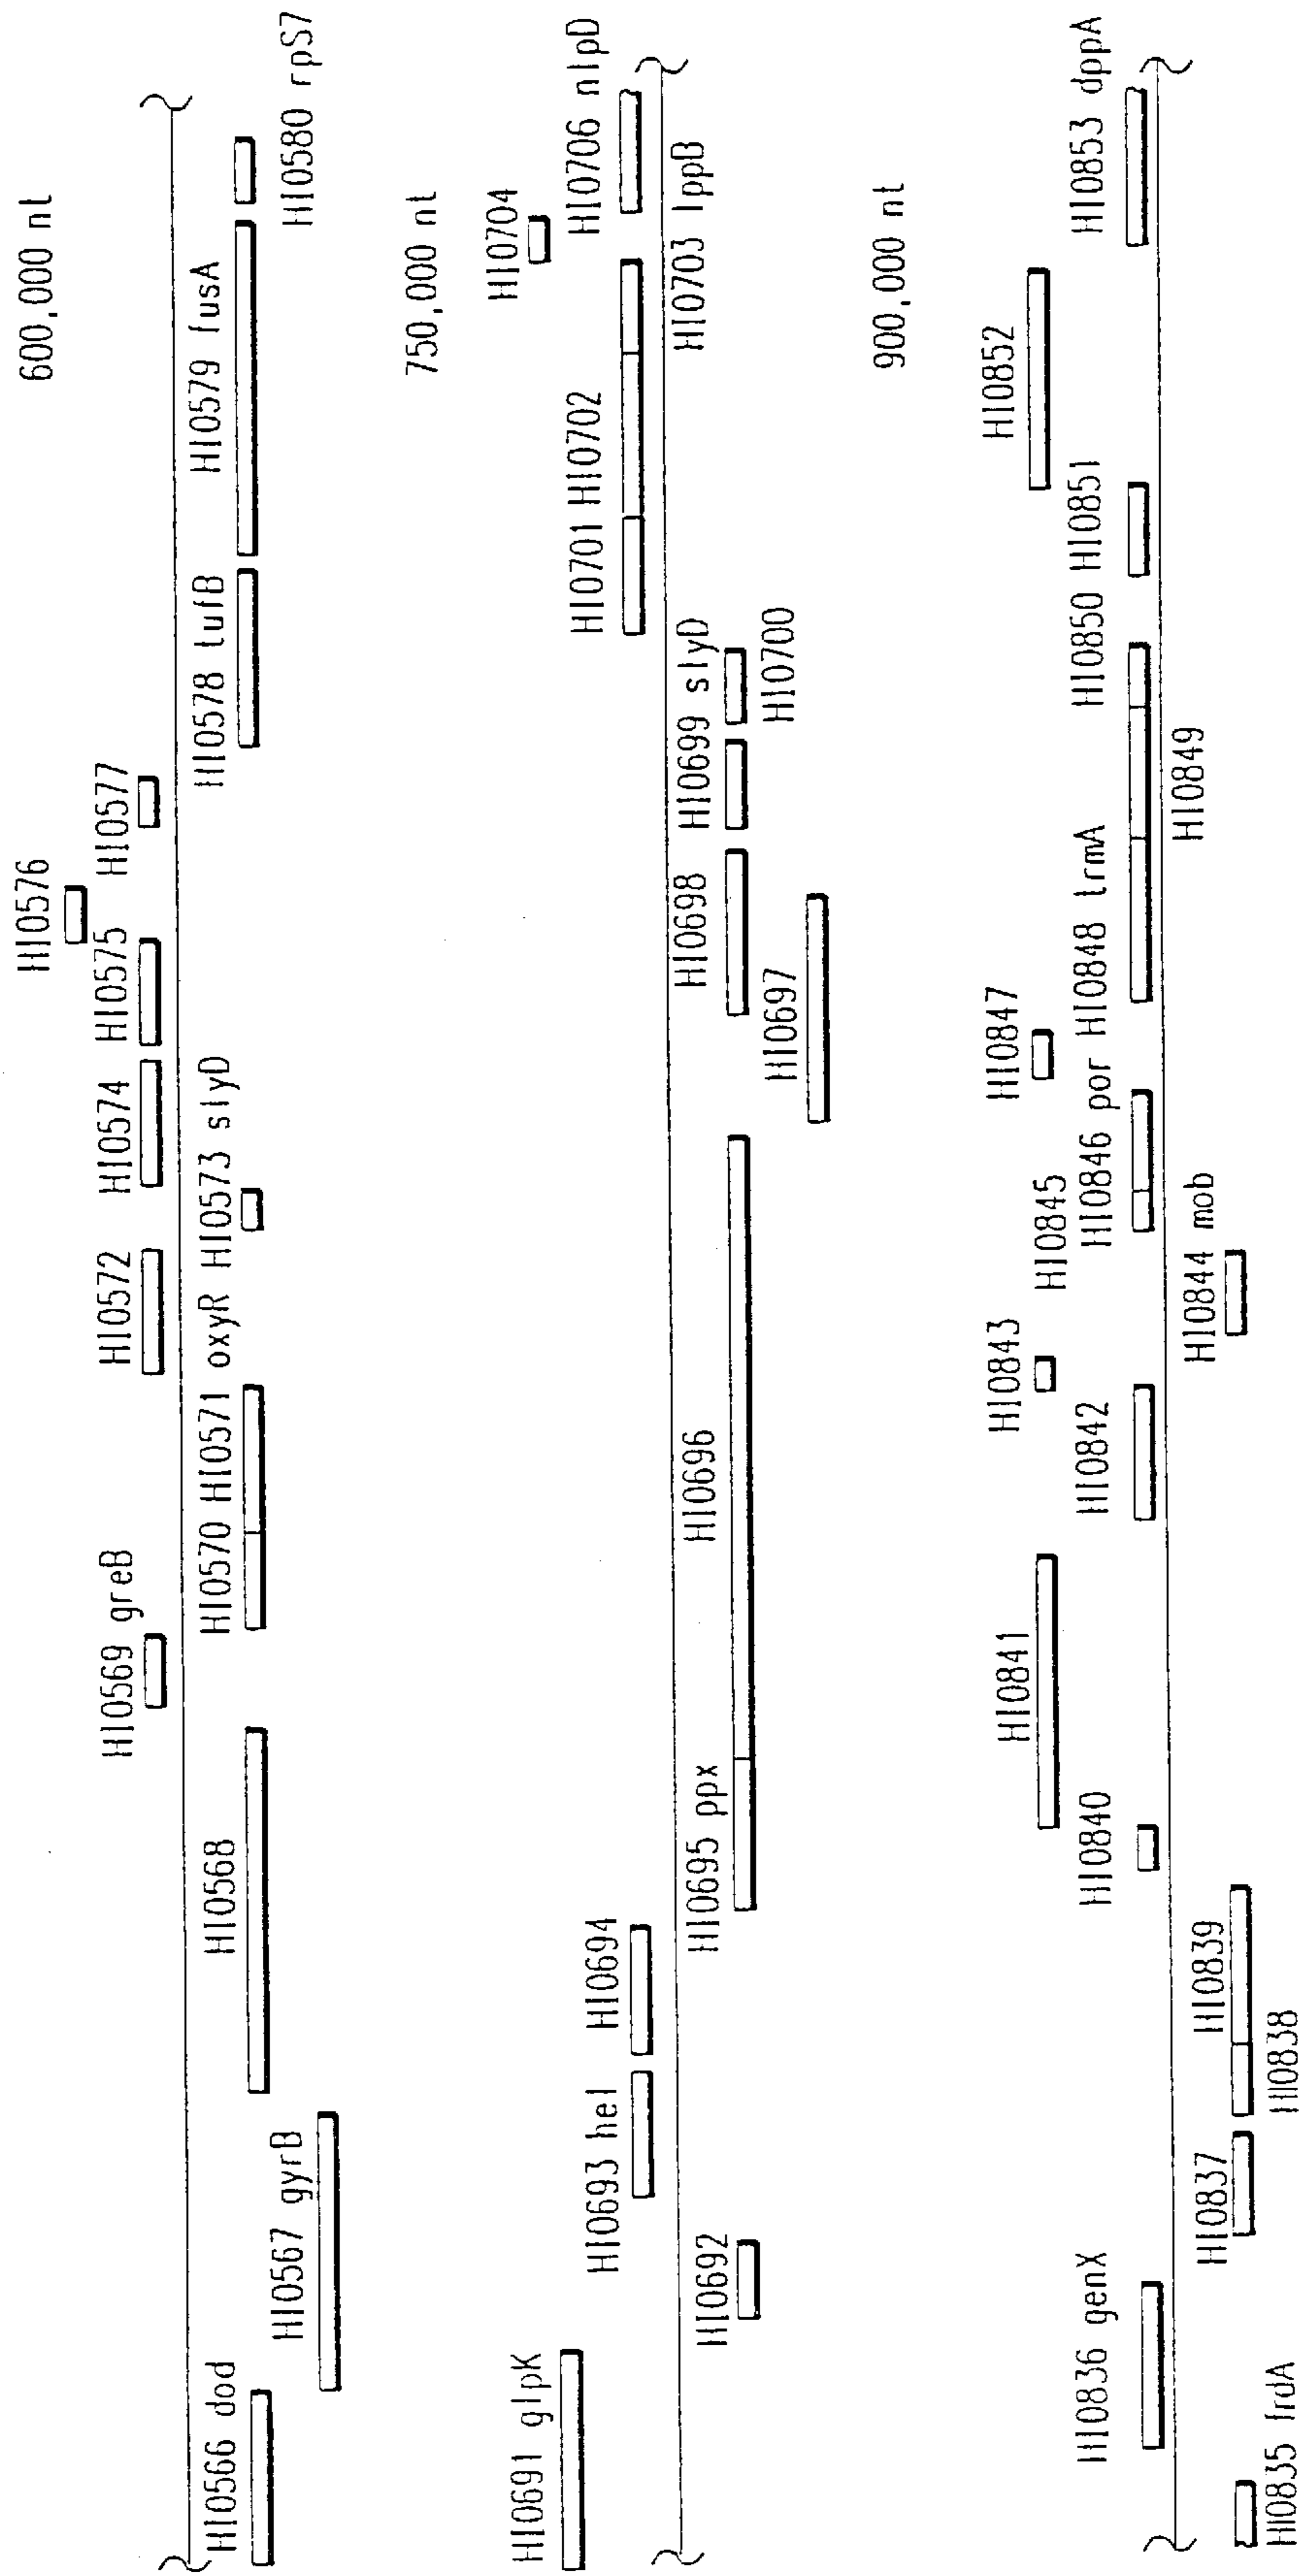 600,000 nt
HI0566 dod
HI0567 gyrB
HI0568
HI0569 greB
HI0570 HI0571 oxyR HI0573 slyD
HI0572
HI0574
HI0575
HI0576
HI0577
HI0578 tufB
HI0579 fusA
HI0580 rpS7
750,000 nt
HI0691 glpK
HI0692
HI0693 hel
HI0694
HI0695 ppx
HI0696
HI0697
HI0698
HI0699 slyD
HI0700
HI0701 HI0702
HI0703 lppB
HI0704
HI0706 nlpD
900,000 nt
HI0835 frdA
HI0836 genX
HI0837
HI0838
HI0839
HI0840
HI0841
HI0842
HI0843
HI0844 mob
HI0845
HI0846 por HI0848 trmA
HI0847
HI0849
HI0850 HI0851
HI0852
HI0853 dppA